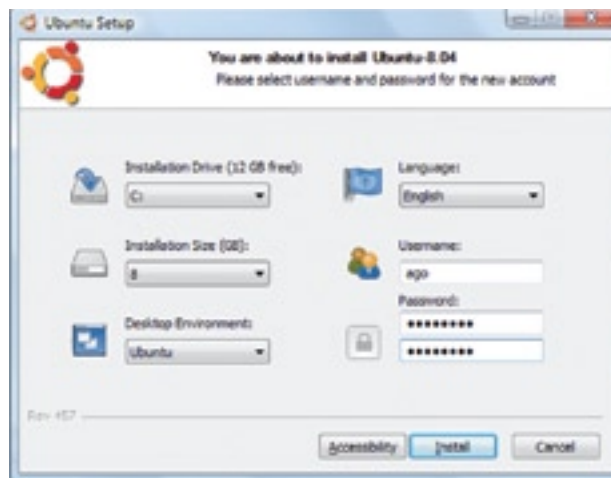 Ubuntu Setup
You are about to install Ubuntu-8.04
Please select username and password for the new account
Installation Drive (12 GB free):
C:
Installation Size (GB):
8
Desktop Environment:
Ubuntu
Language:
English
Username:
ago
Password:
●●●●●●●●
●●●●●●●●
Rev 457
Accessibility
Install
Cancel